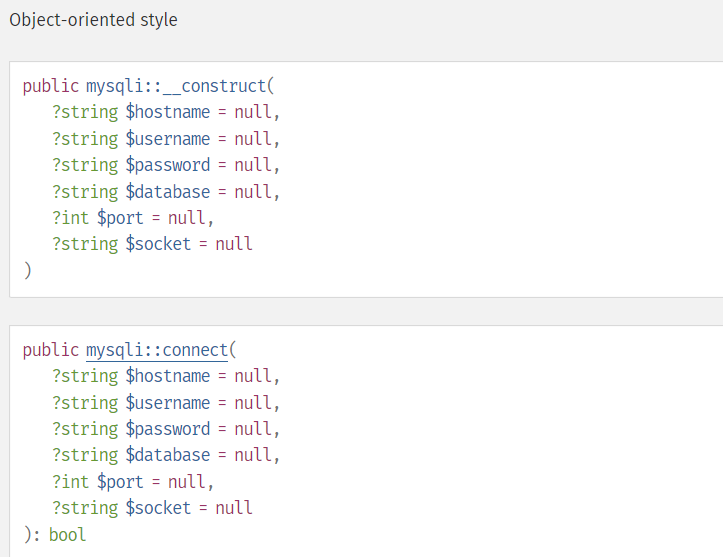 Object-oriented style
public mysqli::__construct(
?string $hostname = null,
?string $username = null,
?string $password = null,
?string $database = null,
?int $port = null,
?string $socket = null
)
public mysqli::connect(
?string $hostname = null,
?string $username = null,
?string $password = null,
?string $database = null,
?int $port = null,
?string $socket = null
): bool